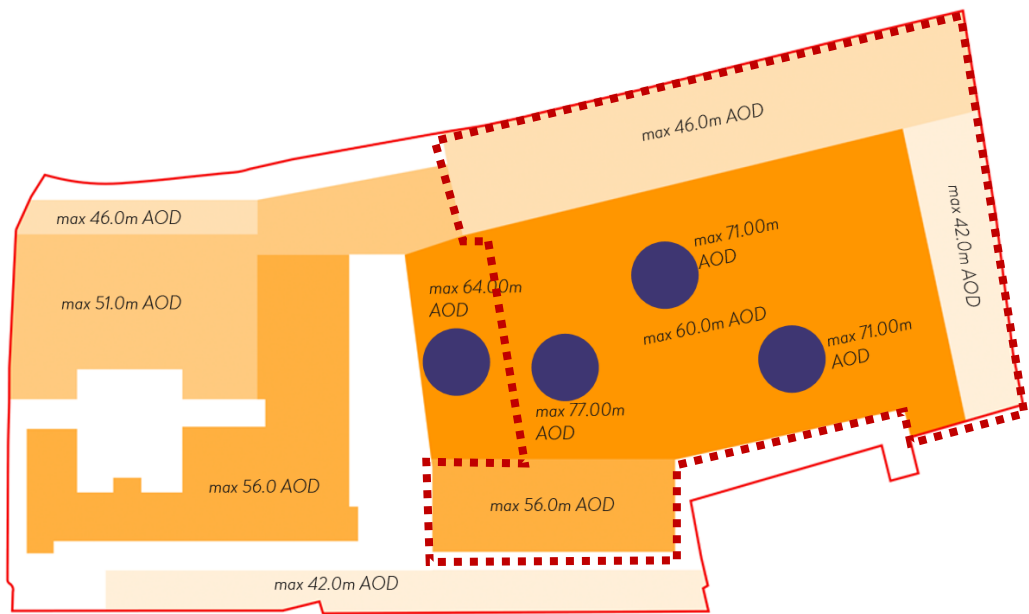 max 46.0m AOD
max 46.0m AOD
max 42.0m AOD
max 71.00m
AOD
max 64.00m
AOD
max 51.0m AOD
max 60.0m AOD
max 71.00m
AOD
max 77.00m
AOD
max 56.0 AOD
max 56.0m AOD
max 42.0m AOD